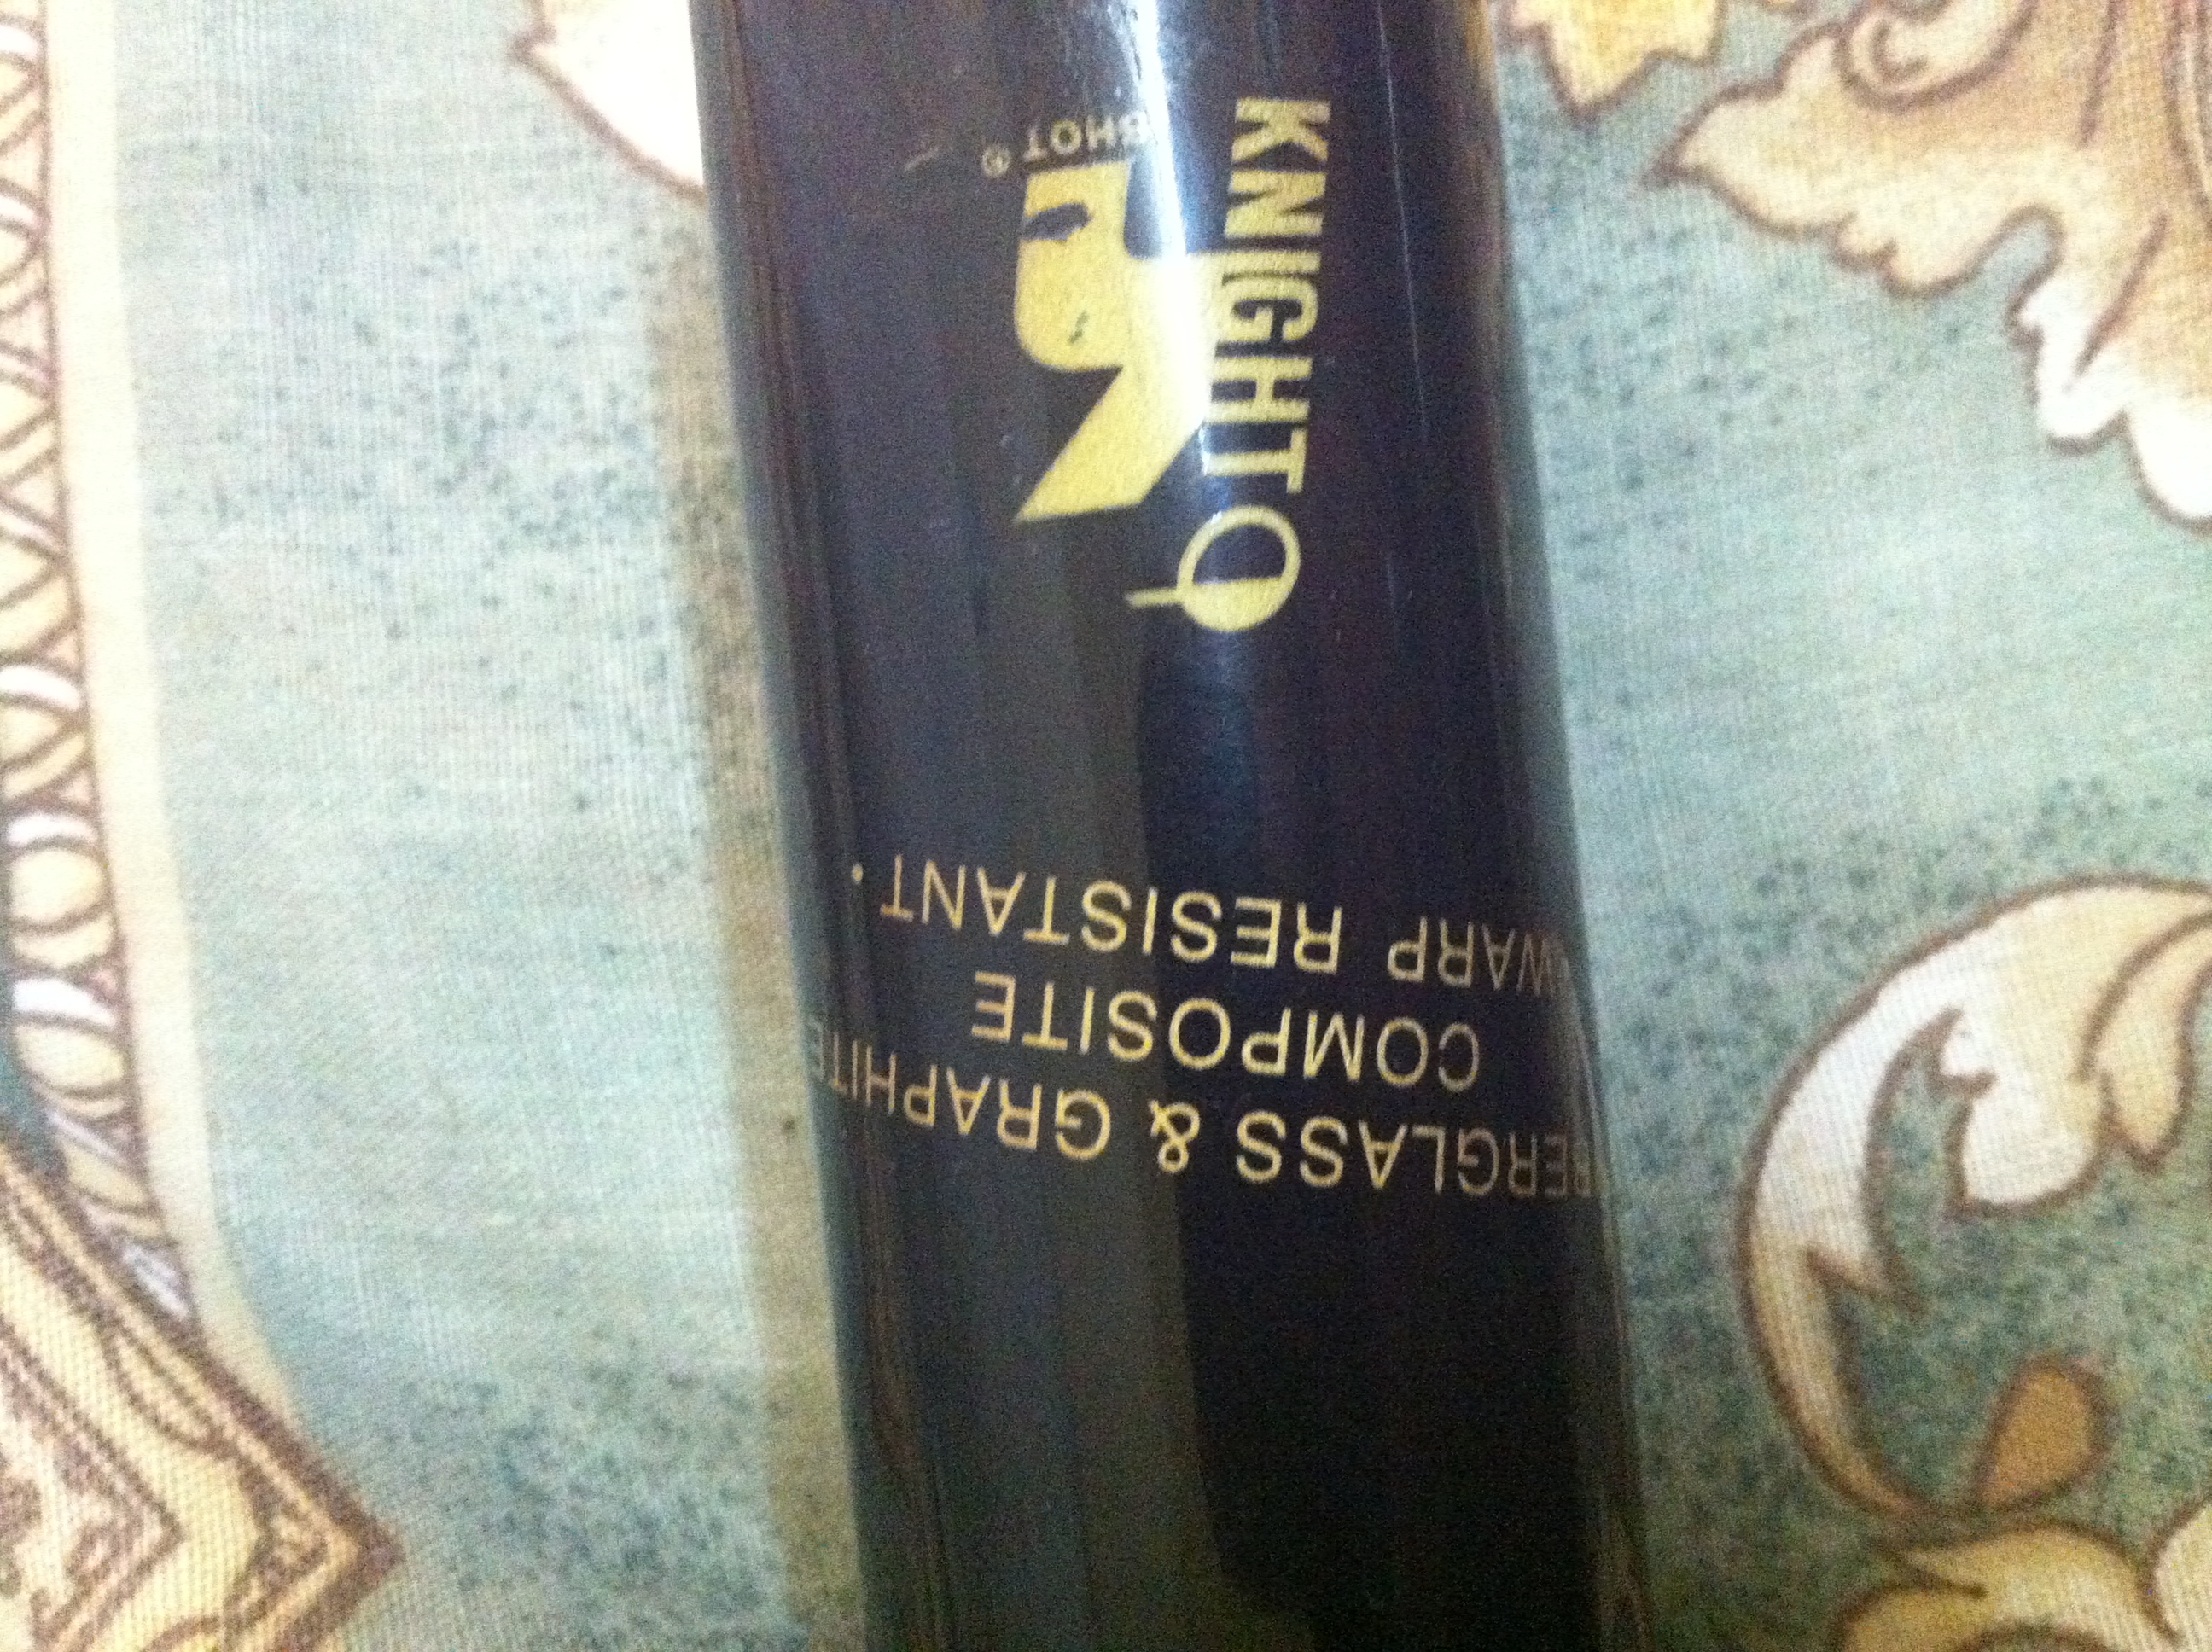 KNIGHT
SHOT®
ERGLASS & GRAPHITE
COMPOSITE
WARP RESISTANT.